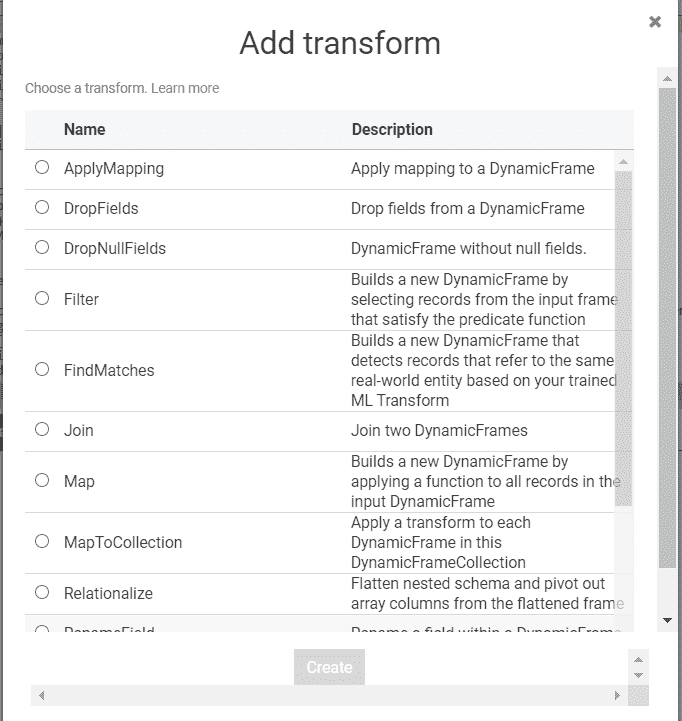 Add transform
Choose a transform. Learn more
Name Description
ApplyMapping Apply mapping to a DynamicFrame
DropFields Drop fields from a DynamicFrame
DropNullFields DynamicFrame without null fields.
Filter Builds a new DynamicFrame by
selecting records from the input frame
that satisfy the predicate function
FindMatches Builds a new DynamicFrame that
detects records that refer to the same
real-world entity based on your trained
ML Transform
Join Join two DynamicFrames
Map Builds a new DynamicFrame by
applying a function to all records in the
input DynamicFrame
MapToCollection Apply a transform to each
DynamicFrame in this
DynamicFrameCollection
Relationalize Flatten nested schema and pivot out
array columns from the flattened frame
RenameField Rename a field within a DynamicFrame
Create